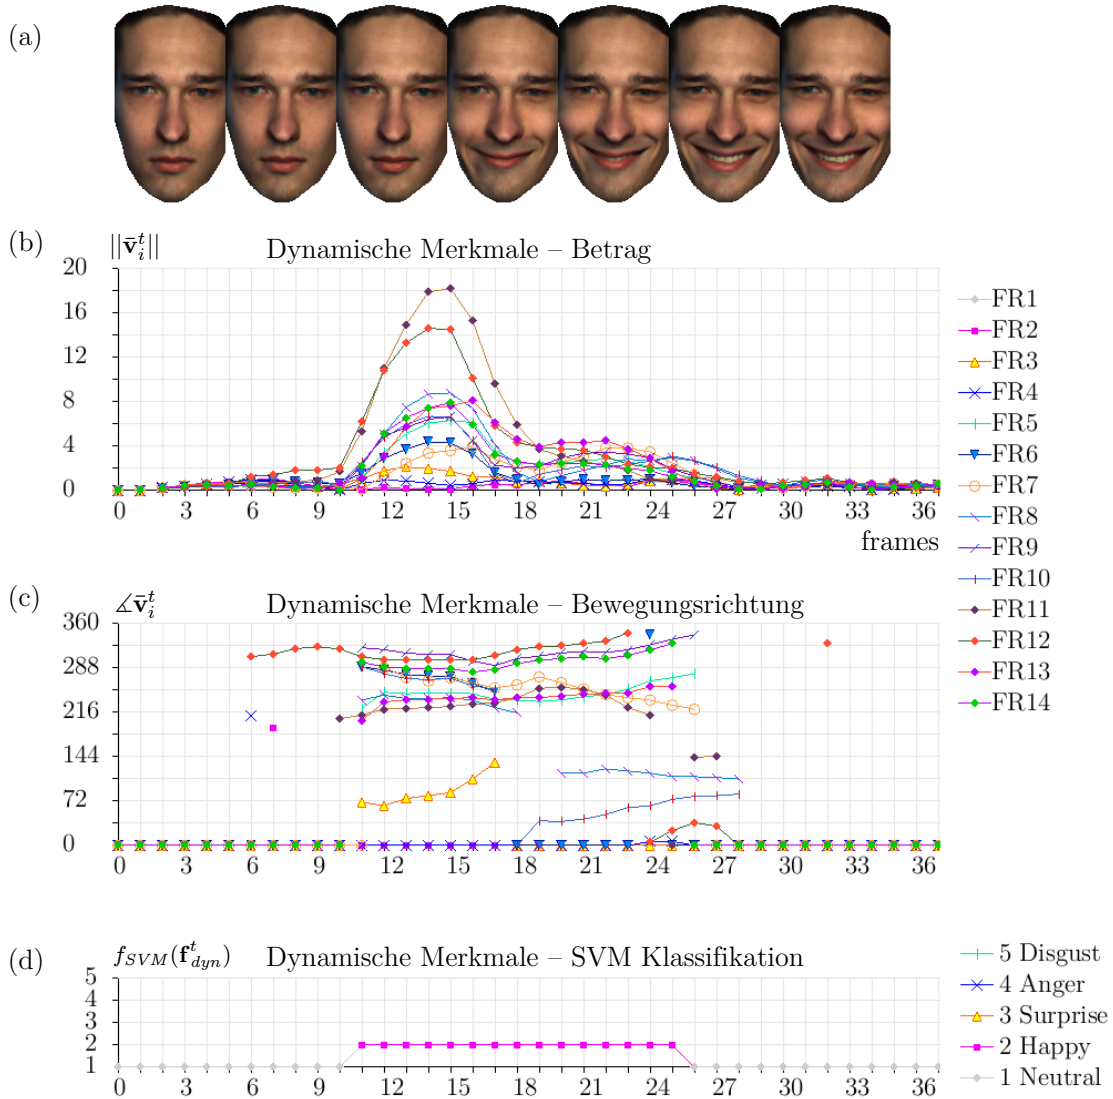 (a)
(b) ||v̄ᵢᵗ|| Dynamische Merkmale – Betrag
20
16
12
8
4
0
0 3 6 9 12 15 18 21 24 27 30 33 36
frames
FR1
FR2
FR3
FR4
FR5
FR6
FR7
FR8
FR9
FR10
FR11
FR12
FR13
FR14
(c) ∡v̄ᵢᵗ Dynamische Merkmale – Bewegungsrichtung
360
288
216
144
72
0
0 3 6 9 12 15 18 21 24 27 30 33 36
(d) f_SVM(f^t_dyn) Dynamische Merkmale – SVM Klassifikation
5
4
3
2
1
0 3 6 9 12 15 18 21 24 27 30 33 36
5 Disgust
4 Anger
3 Surprise
2 Happy
1 Neutral